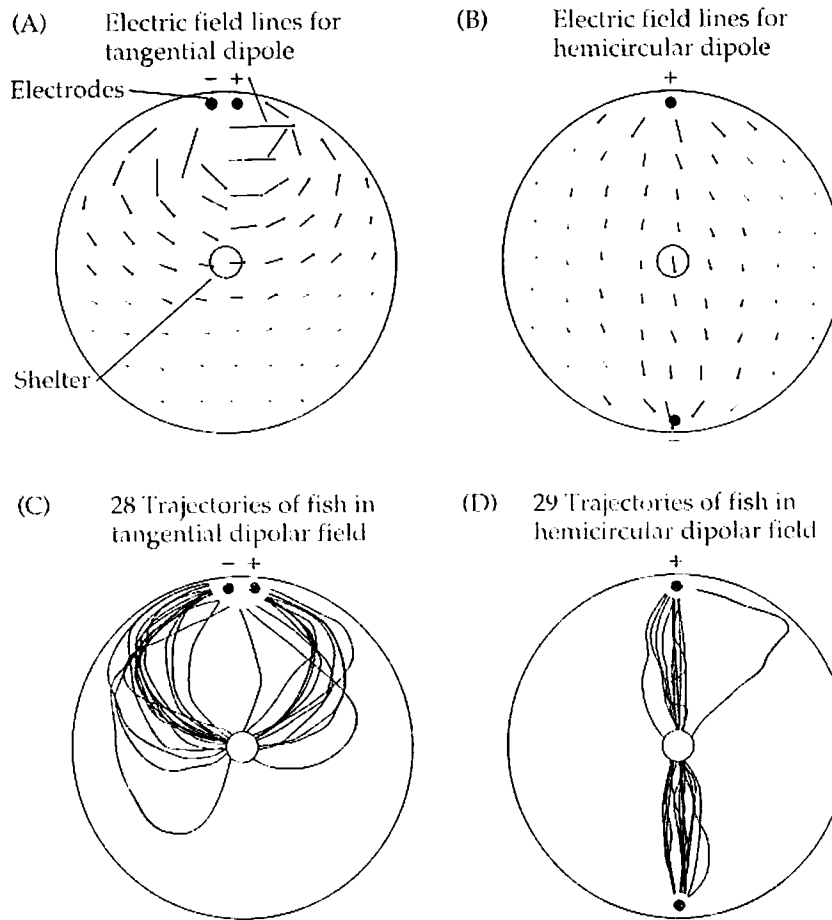 (A) Electric field lines for
tangential dipole
− +
Electrodes
Shelter
(B) Electric field lines for
hemicircular dipole
+
−
(C) 28 Trajectories of fish in
tangential dipolar field
− +
(D) 29 Trajectories of fish in
hemicircular dipolar field
+